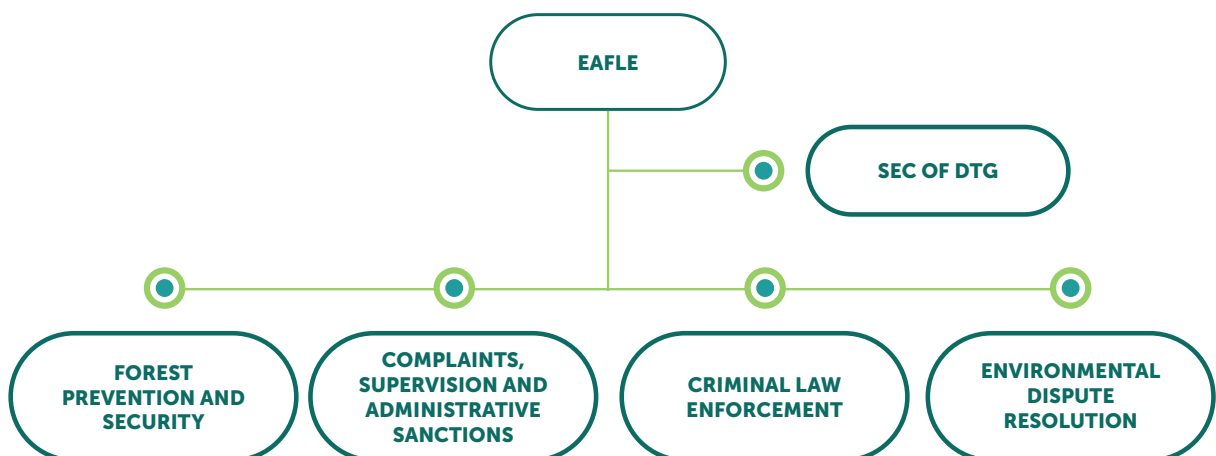 EAFLE
SEC OF DTG
FOREST
PREVENTION AND
SECURITY
COMPLAINTS,
SUPERVISION AND
ADMINISTRATIVE
SANCTIONS
CRIMINAL LAW
ENFORCEMENT
ENVIRONMENTAL
DISPUTE
RESOLUTION